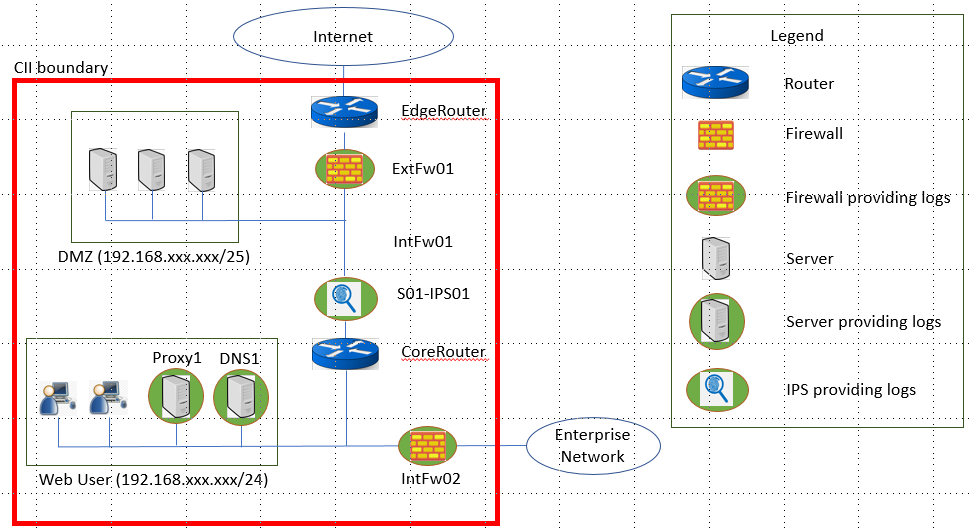 Internet
Legend
CII boundary
Router
EdgeRouter
Firewall
ExtFw01
Firewall providing logs
IntFw01
DMZ (192.168.xxx.xxx/25)
Server
S01-IPS01
Server providing logs
CoreRouter
Proxy1
DNS1
IPS providing logs
Enterprise
Network
Web User (192.168.xxx.xxx/24)
IntFw02